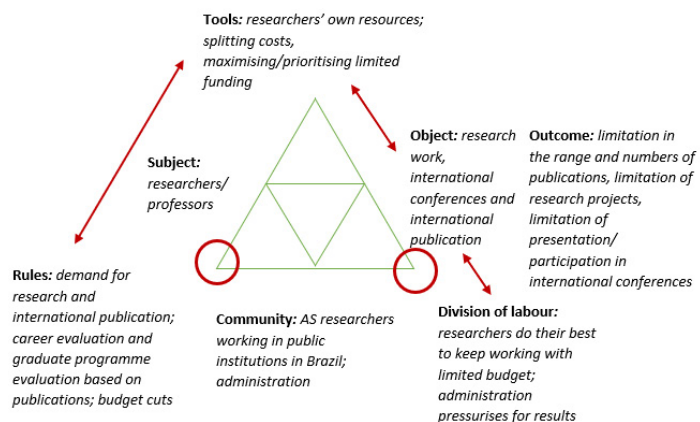 Tools: researchers’ own resources;
splitting costs,
maximising/prioritising limited
funding
Subject:
researchers/
professors
Object: research
work,
international
conferences and
international
publication
Outcome: limitation in
the range and numbers of
publications, limitation of
research projects,
limitation of
presentation/
participation in
international conferences
Rules: demand for
research and
international publication;
career evaluation and
graduate programme
evaluation based on
publications; budget cuts
Community: AS researchers
working in public
institutions in Brazil;
administration
Division of labour:
researchers do their best
to keep working with
limited budget;
administration
pressurises for results